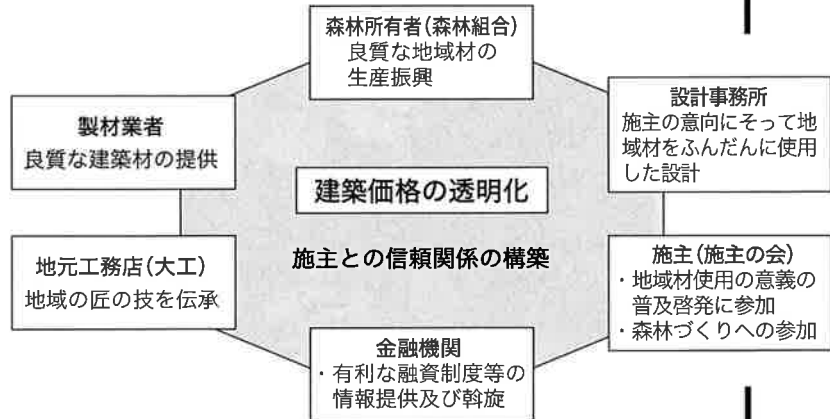 森林所有者(森林組合)
良質な地域材の
生産振興
製材業者
良質な建築材の提供
設計事務所
施主の意向にそって地
域材をふんだんに使用
した設計
建築価格の透明化
施主との信頼関係の構築
地元工務店(大工)
地域の匠の技を伝承
施主(施主の会)
・地域材使用の意義の
普及啓発に参加
・森林づくりへの参加
金融機関
・有利な融資制度等の
情報提供及び斡旋